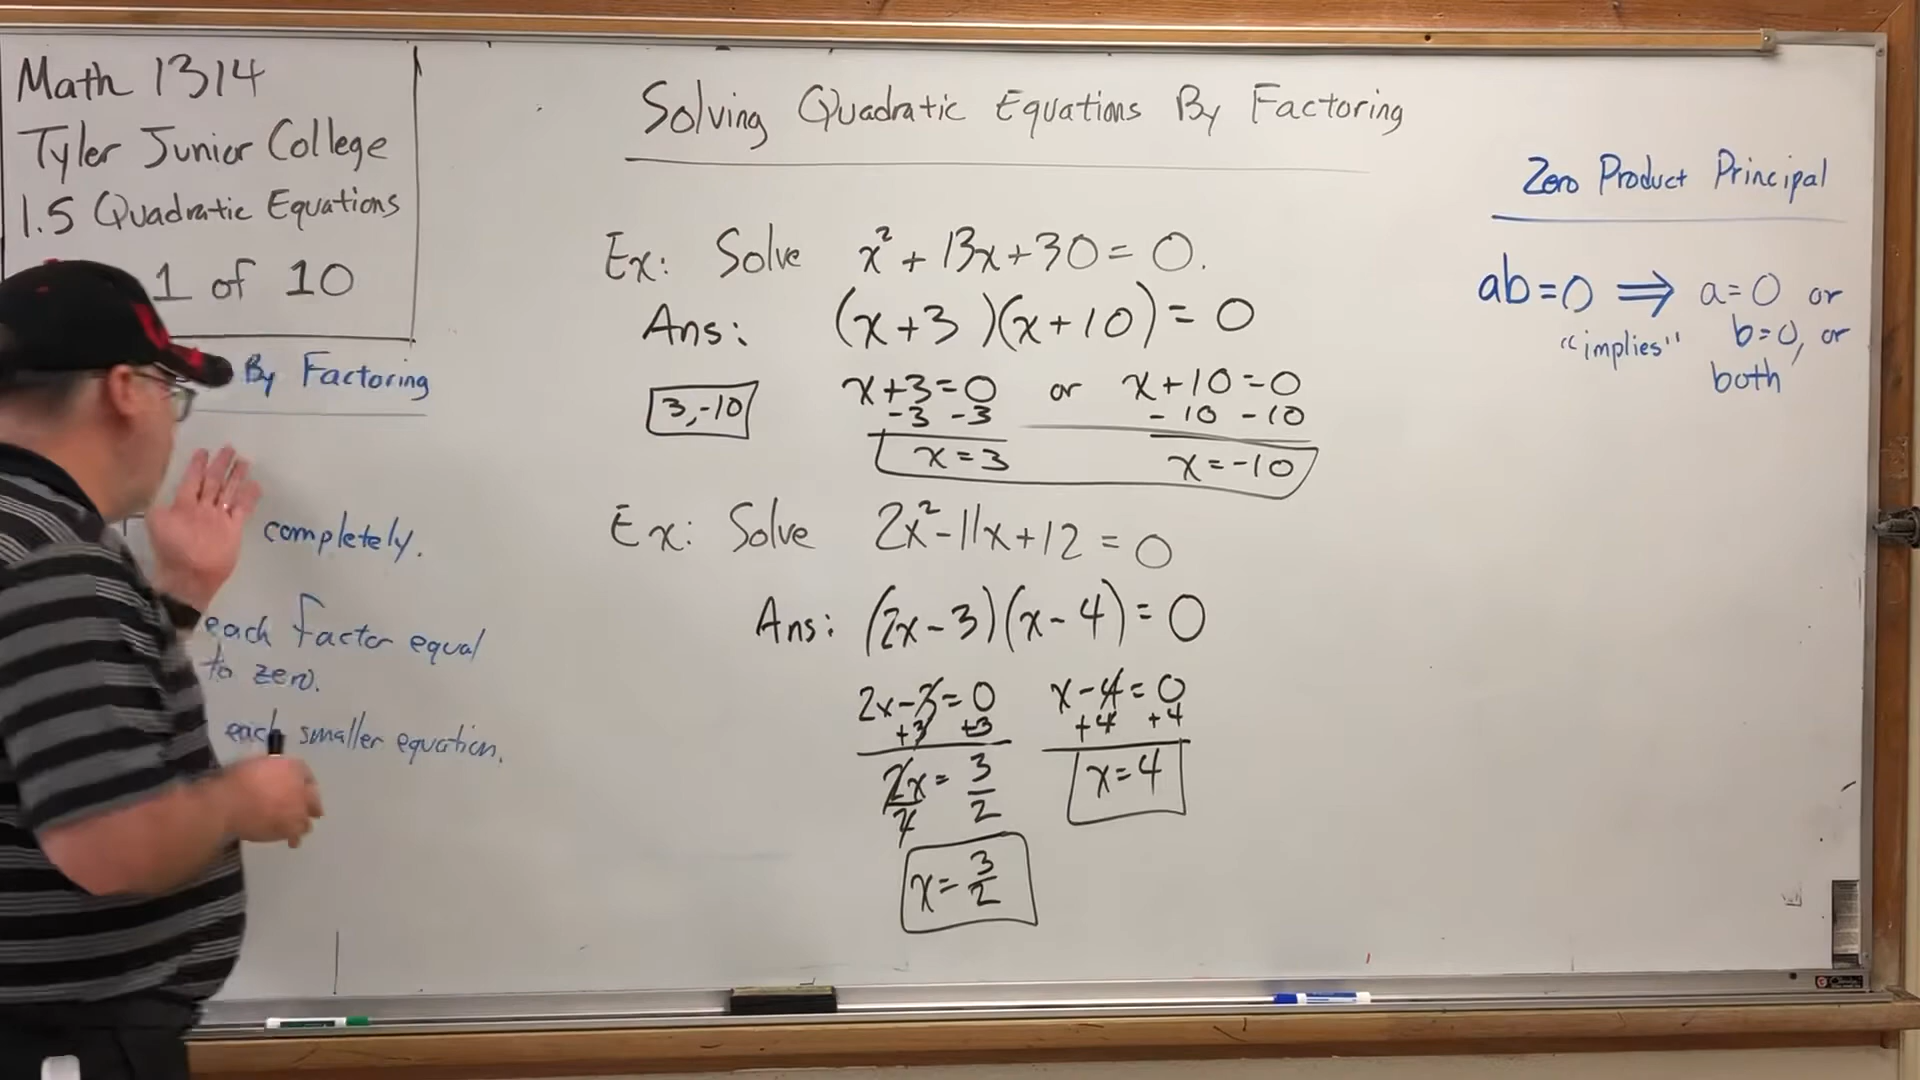 Math 1314
Tyler Junior College
1.5 Quadratic Equations
1 of 10
By Factoring
completely.
each factor equal
to zero.
each smaller equation.
Solving Quadratic Equations By Factoring
Ex: Solve x² + 13x + 30 = 0.
Ans: (x + 3)(x + 10) = 0
3, -10
x + 3 = 0 or x + 10 = 0
-3 -3 -10 -10
x = 3 x = -10
Ex: Solve 2x² - 11x + 12 = 0
Ans: (2x - 3)(x - 4) = 0
2x - 3 = 0 x - 4 = 0
+3 +3 +4 +4
2x/2 = 3/2 x = 4
x = 3/2
Zero Product Principal
ab = 0 ⟹ a = 0 or
"implies" b = 0, or
both